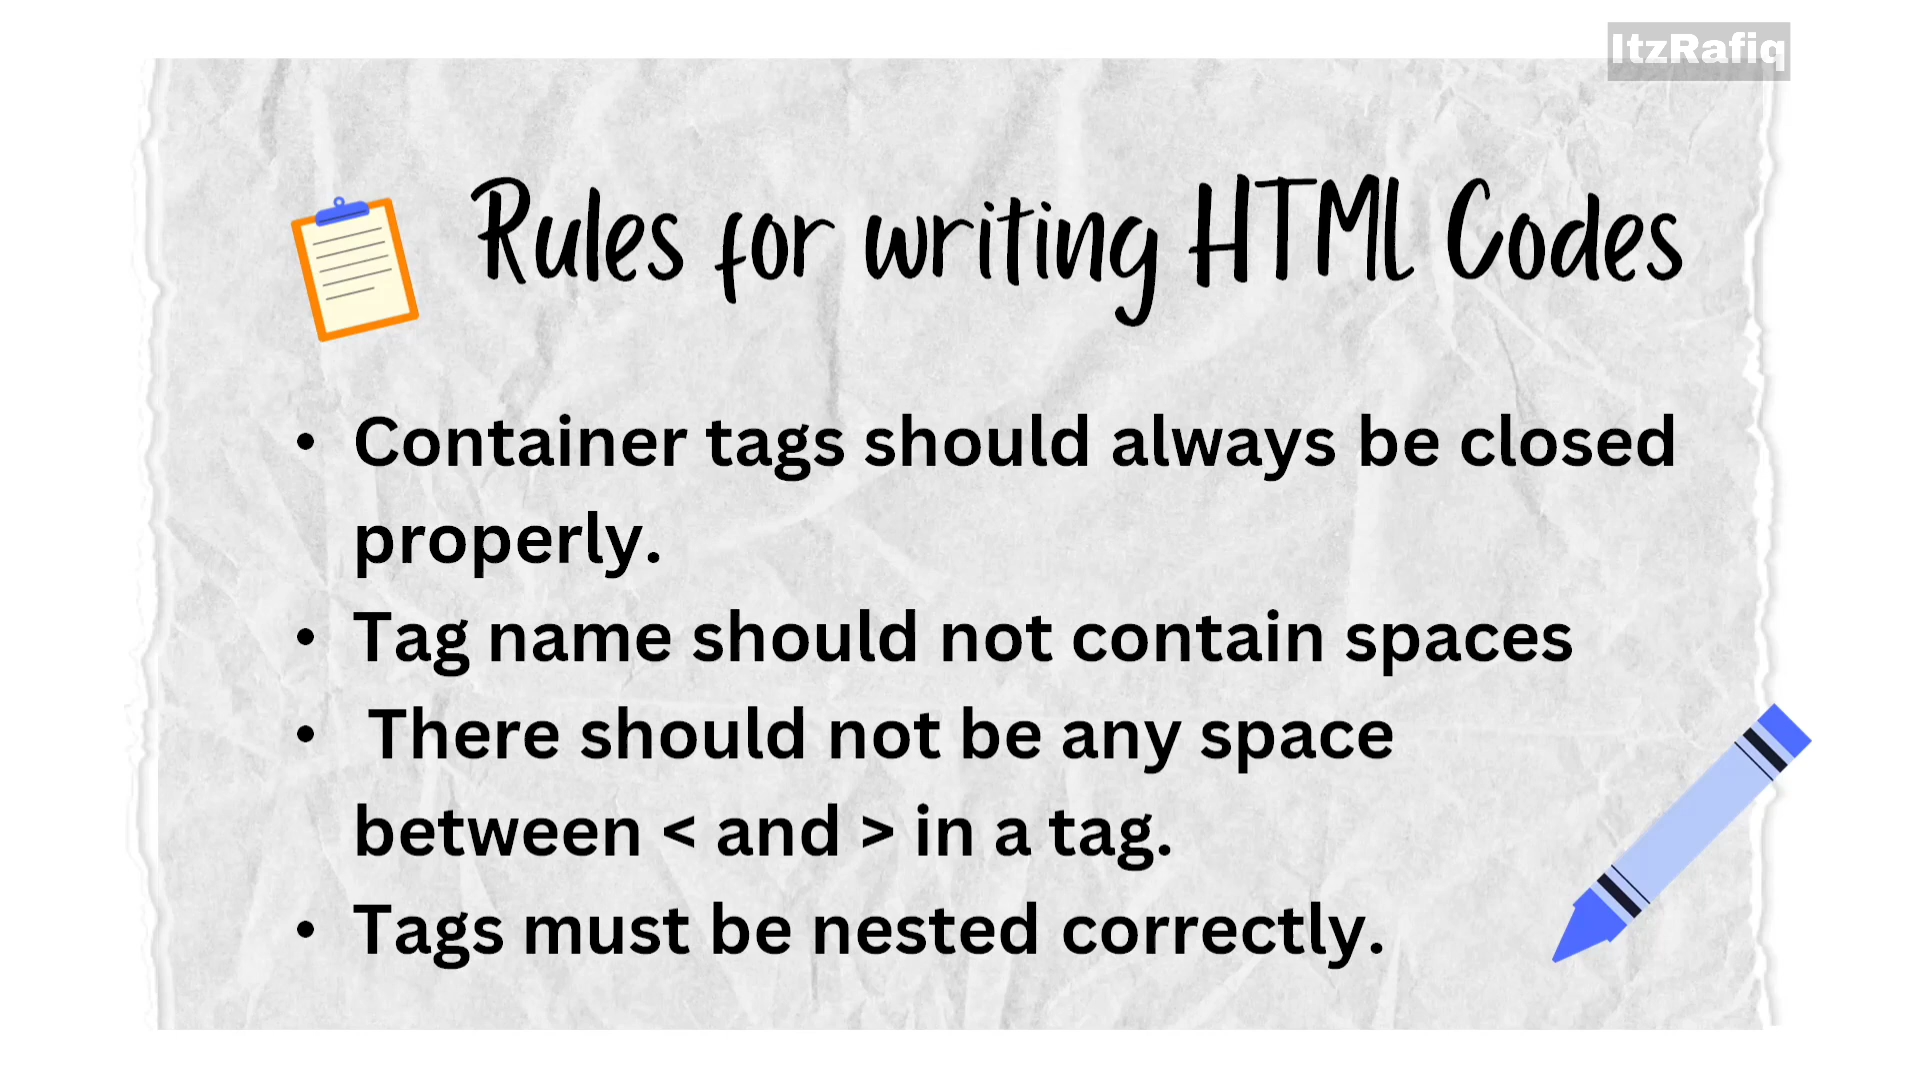 ItzRafiq
Rules for writing HTML Codes
• Container tags should always be closed
properly.
• Tag name should not contain spaces
• There should not be any space
between < and > in a tag.
• Tags must be nested correctly.